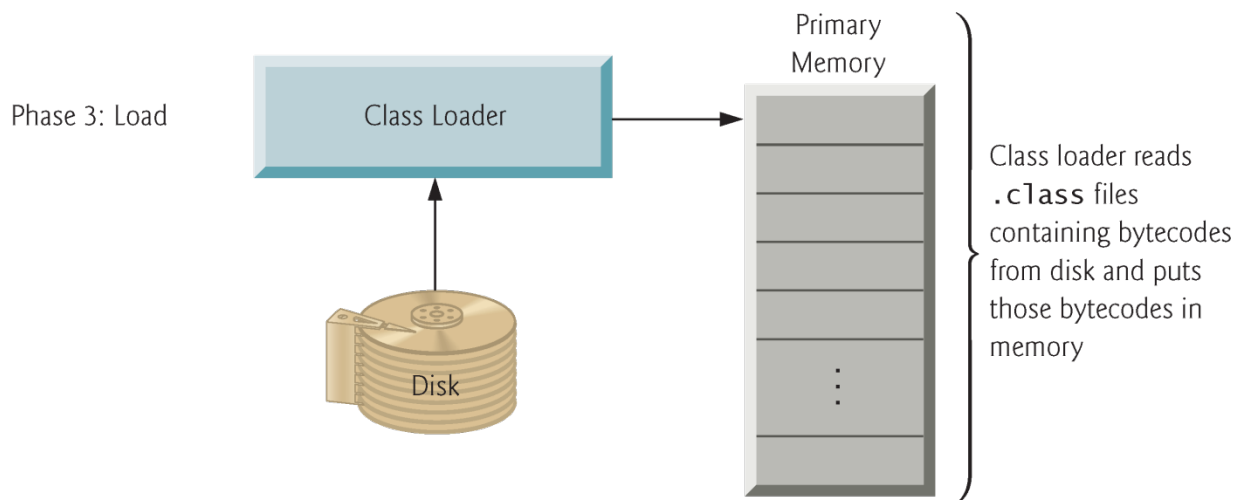 Phase 3: Load
Class Loader
Disk
Primary
Memory
Class loader reads
.class files
containing bytecodes
from disk and puts
those bytecodes in
memory